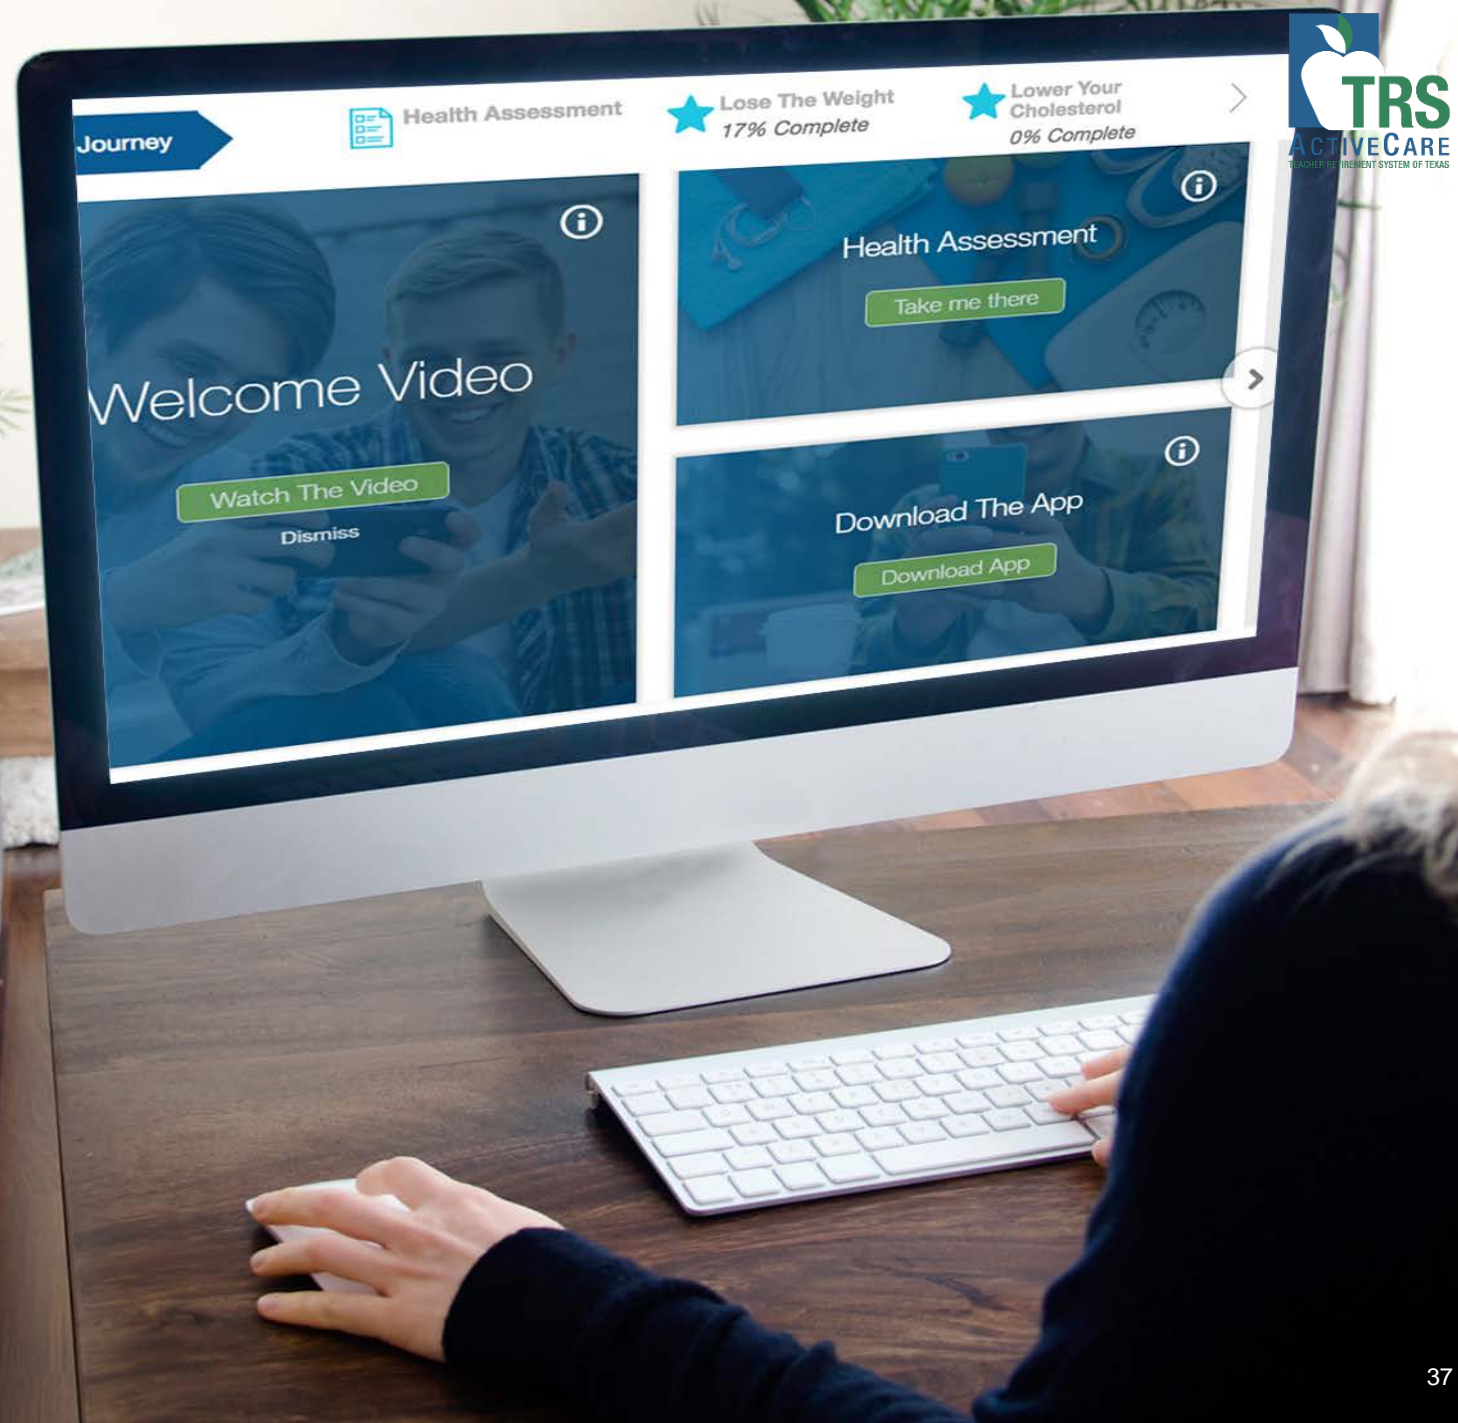 Journey
Health Assessment
Lose The Weight
17% Complete
Lower Your
Cholesterol
0% Complete
TRS
ACTIVECARE
TEACHER RETIREMENT SYSTEM OF TEXAS
Welcome Video
Watch The Video
Dismiss
Health Assessment
Take me there
Download The App
Download App
37